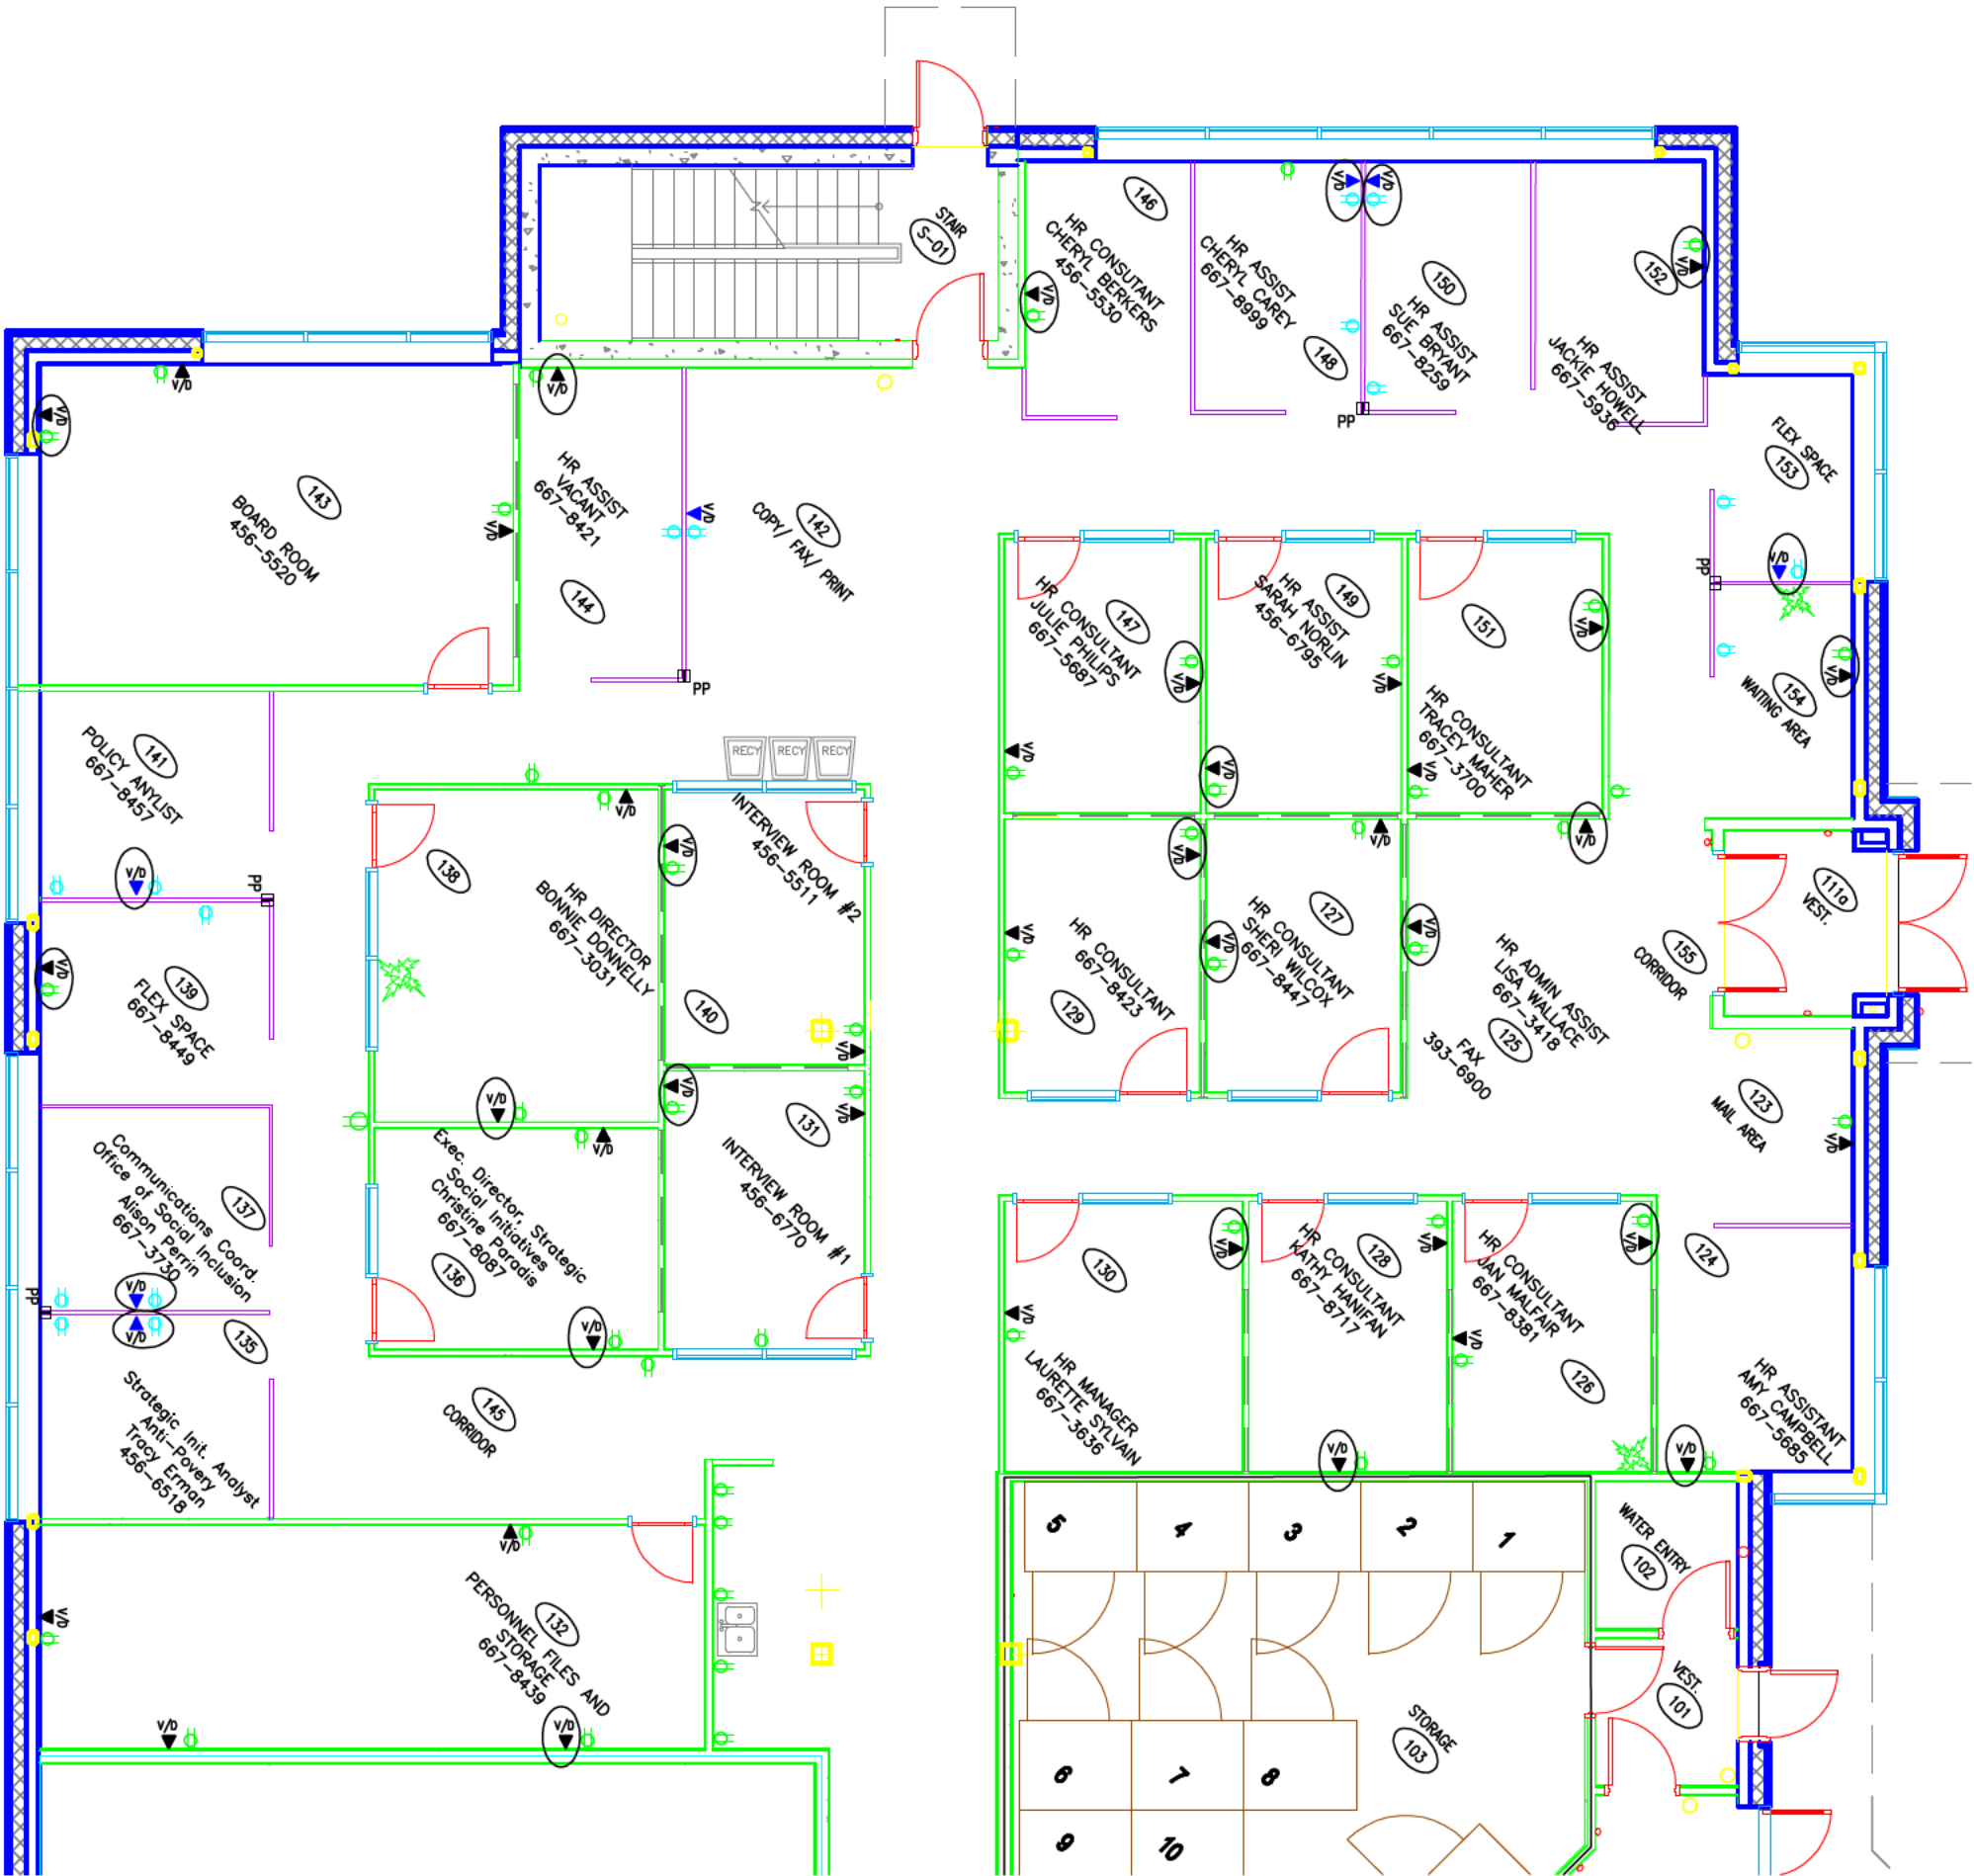 STAIR
S-01
146
HR CONSUTANT
CHERYL BERKERS
456-5530
HR ASSIST
CHERYL CAREY
667-8999
148
V/D
V/D
150
HR ASSIST
SUE BRYANT
667-8259
PP
152
V/D
HR ASSIST
JACKIE HOWELL
667-5936
V/D
FLEX SPACE
153
V/D
V/D
V/D
143
BOARD ROOM
456-5520
V/D
HR ASSIST
VACANT
667-8421
144
V/D
142
COPY/ FAX/ PRINT
PP
147
HR CONSULTANT
JULIE PHILIPS
667-5687
V/D
V/D
149
HR ASSIST
SARAH NORLIN
456-6795
V/D
V/D
151
V/D
HR CONSULTANT
TRACEY MAHER
667-3700
V/D
PP
V/D
V/D
154
WAITING AREA
141
POLICY ANYLIST
667-8457
V/D
PP
RECY
RECY
RECY
138
V/D
HR DIRECTOR
BONNIE DONNELLY
667-3031
V/D
INTERVIEW ROOM #2
456-5511
140
V/D
V/D
V/D
HR CONSULTANT
667-8423
129
V/D
127
HR CONSULTANT
SHERI WILCOX
667-8447
V/D
V/D
V/D
V/D
HR ADMIN ASSIST
LISA WALLACE
667-3418
125
FAX
393-6900
155
CORRIDOR
111a
VEST.
V/D
139
FLEX SPACE
667-8449
123
MAIL AREA
V/D
Communications Coord.
Office of Social Inclusion
Alison Perrin
667-3730
137
V/D
V/D
PP
135
V/D
Exec. Director, Strategic
Social Initiatives
Christine Paradis
667-8087
136
V/D
V/D
131
INTERVIEW ROOM #1
456-6770
V/D
130
V/D
V/D
HR MANAGER
LAURETTE SYLVAIN
667-3636
128
HR CONSULTANT
KATHY HANIFAN
667-8717
V/D
V/D
HR CONSULTANT
JAN MALFAIR
667-8381
126
V/D
V/D
124
HR ASSISTANT
AMY CAMPBELL
667-5685
V/D
Strategic Init. Analyst
Anti-Povery
Tracy Erman
456-6518
145
CORRIDOR
V/D
V/D
132
PERSONNEL FILES AND
STORAGE
667-8439
V/D
V/D
5
4
3
2
1
WATER ENTRY
102
VEST.
101
STORAGE
103
6
7
8
9
10